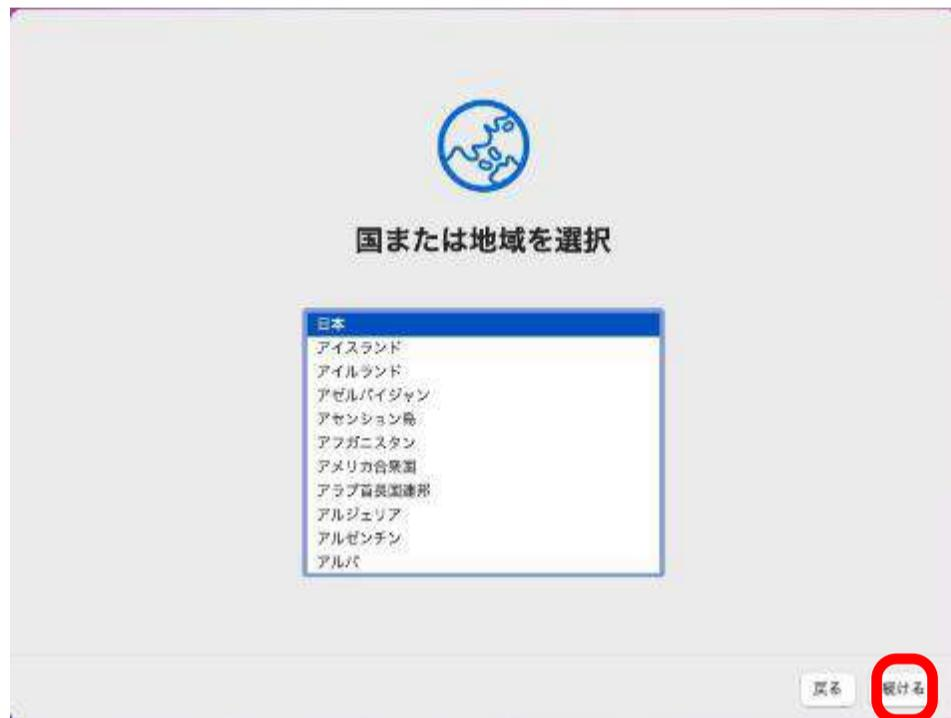 国または地域を選択
日本
アイスランド
アイルランド
アゼルバイジャン
アセンション島
アフガニスタン
アメリカ合衆国
アラブ首長国連邦
アルジェリア
アルゼンチン
アルバ
戻る
続ける